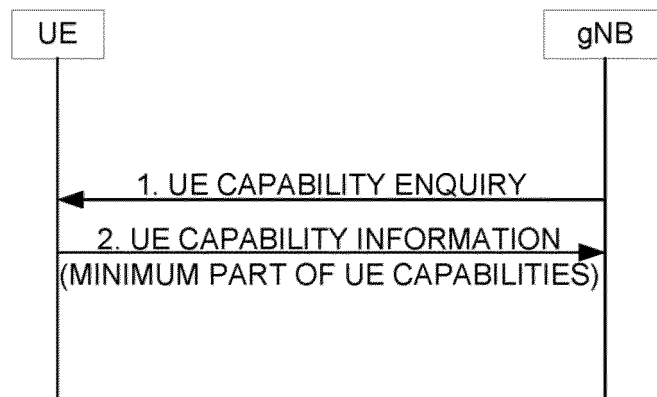 UE
gNB
1. UE CAPABILITY ENQUIRY
2. UE CAPABILITY INFORMATION
(MINIMUM PART OF UE CAPABILITIES)